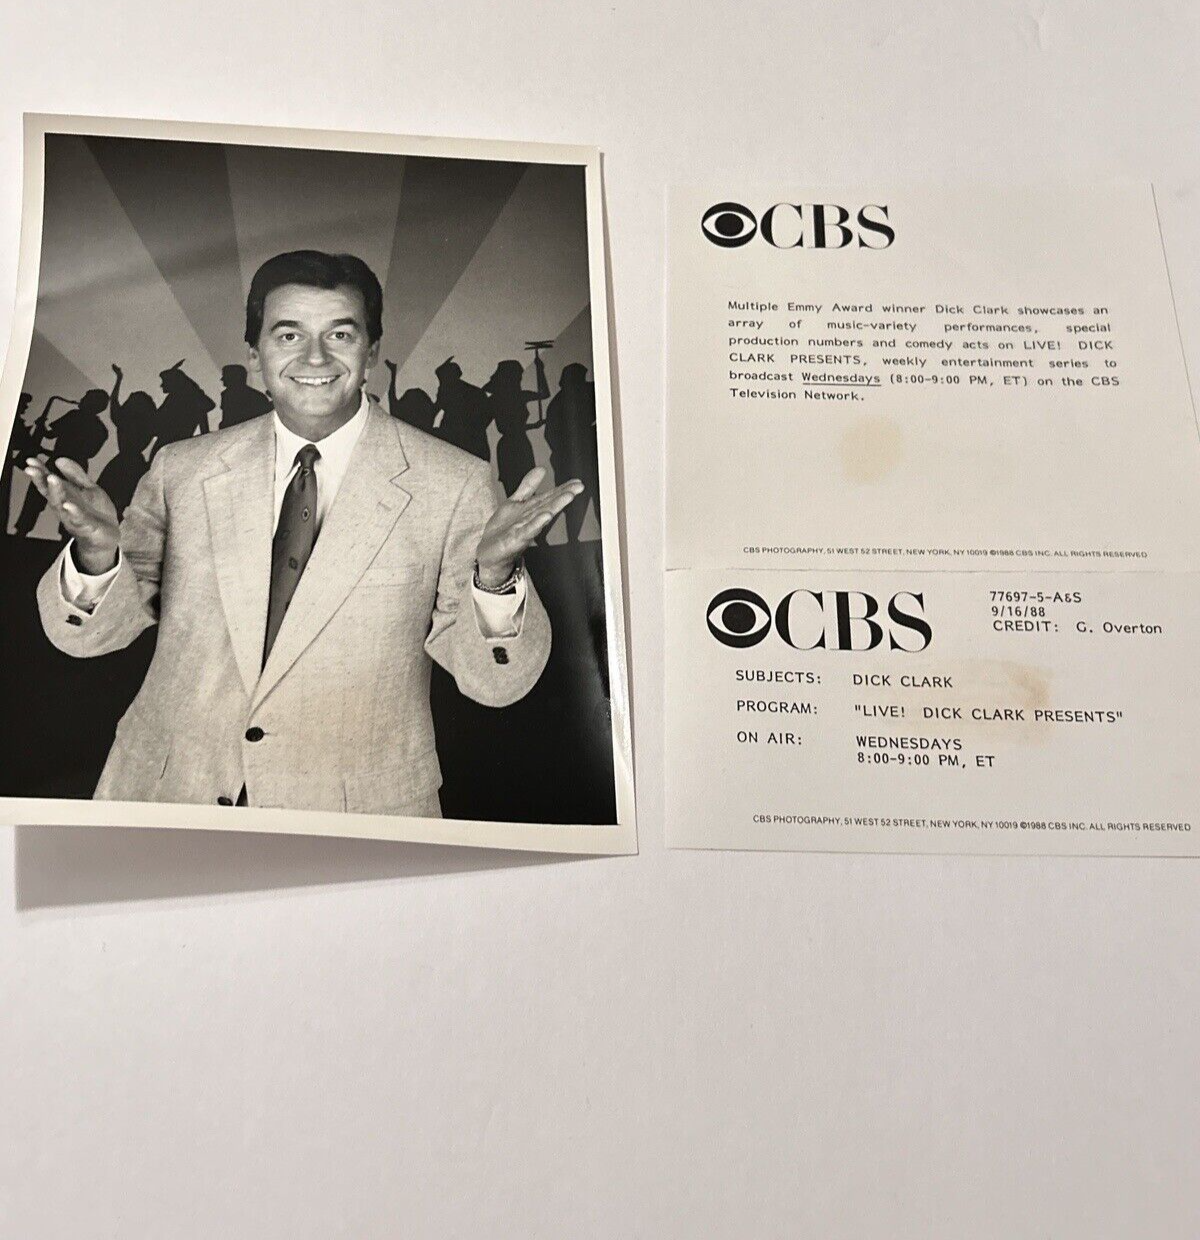 CBS
Multiple Emmy Award winner Dick Clark showcases an
array of music-variety performances, special
production numbers and comedy acts on LIVE! DICK
CLARK PRESENTS, weekly entertainment series to
broadcast Wednesdays (8:00-9:00 PM, ET) on the CBS
Television Network.
CBS PHOTOGRAPHY, 51 WEST 52 STREET, NEW YORK, NY 10019 ©1988 CBS INC. ALL RIGHTS RESERVED
CBS
77697-5-A&S
9/16/88
CREDIT: G. Overton
SUBJECTS: DICK CLARK
PROGRAM: "LIVE! DICK CLARK PRESENTS"
ON AIR: WEDNESDAYS
8:00-9:00 PM, ET
CBS PHOTOGRAPHY, 51 WEST 52 STREET, NEW YORK, NY 10019 ©1988 CBS INC. ALL RIGHTS RESERVED